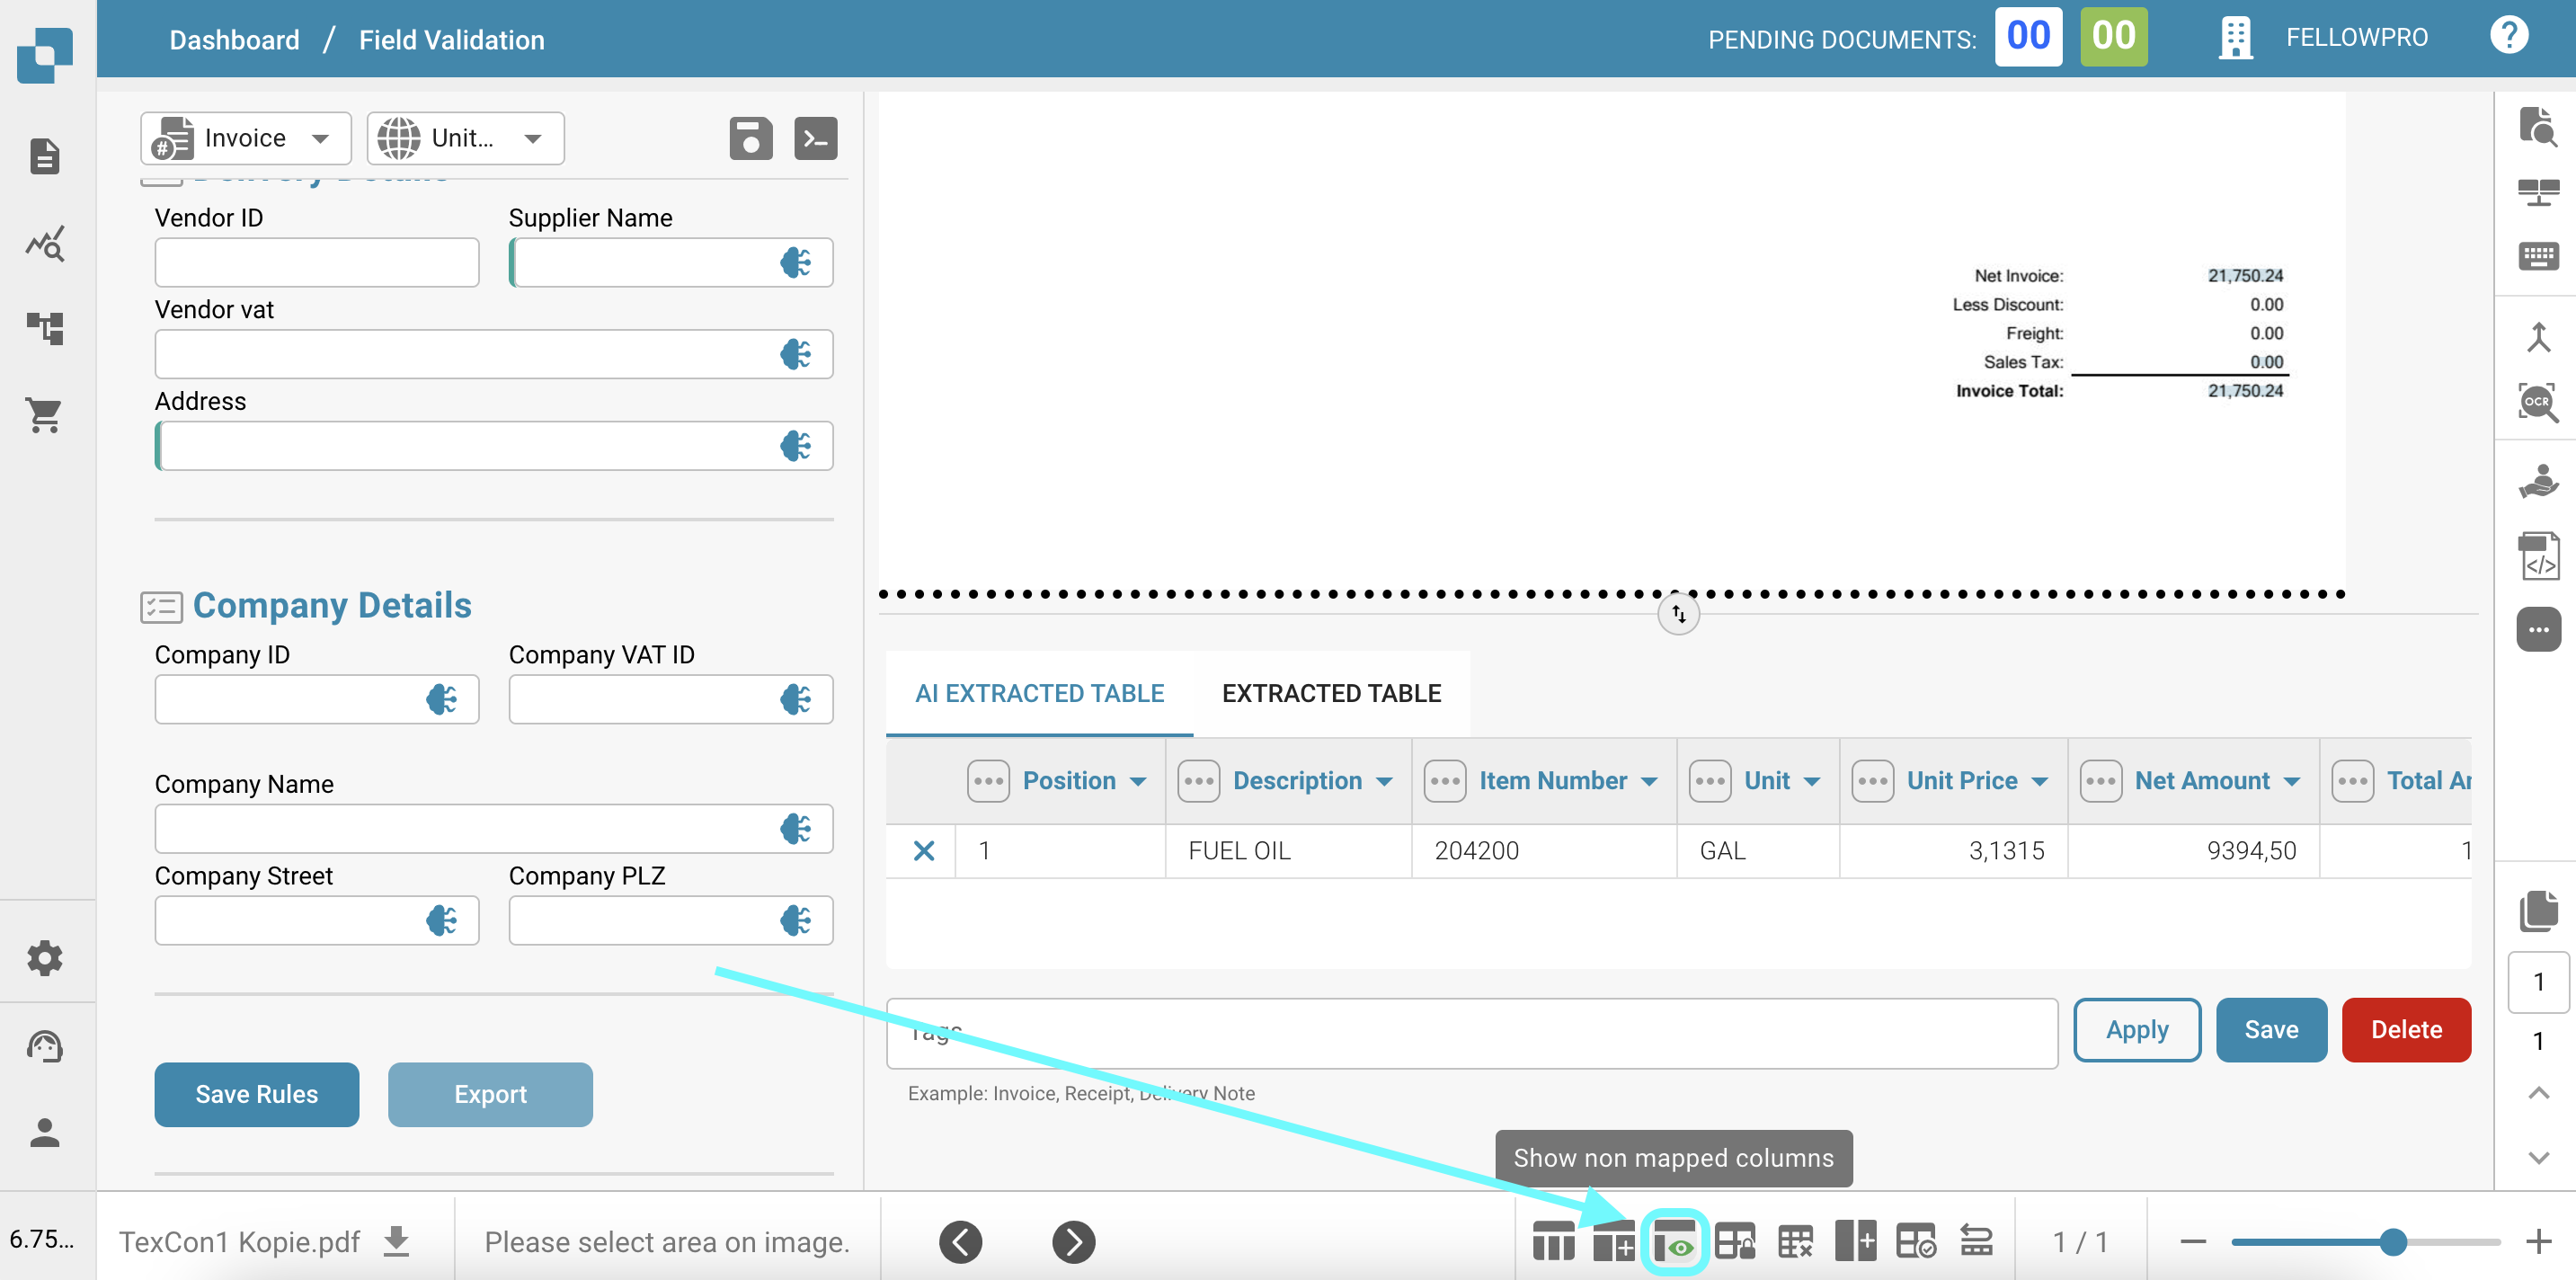 Dashboard / Field Validation
PENDING DOCUMENTS: 00 00 FELLOWPRO ?
# Invoice Unit...
Delivery Details
Vendor ID Supplier Name
Vendor vat
Address
Company Details
Company ID Company VAT ID
Company Name
Company Street Company PLZ
Save Rules Export
Net Invoice: 21,750.24
Less Discount: 0.00
Freight: 0.00
Sales Tax: 0.00
Invoice Total: 21,750.24
AI EXTRACTED TABLE EXTRACTED TABLE
Position Description Item Number Unit Unit Price Net Amount Total Ar
1 FUEL OIL 204200 GAL 3,1315 9394,50 1
Tags Apply Save Delete
Example: Invoice, Receipt, Delivery Note
Show non mapped columns
OCR
</>
1
1
6.75... TexCon1 Kopie.pdf Please select area on image. 1 / 1